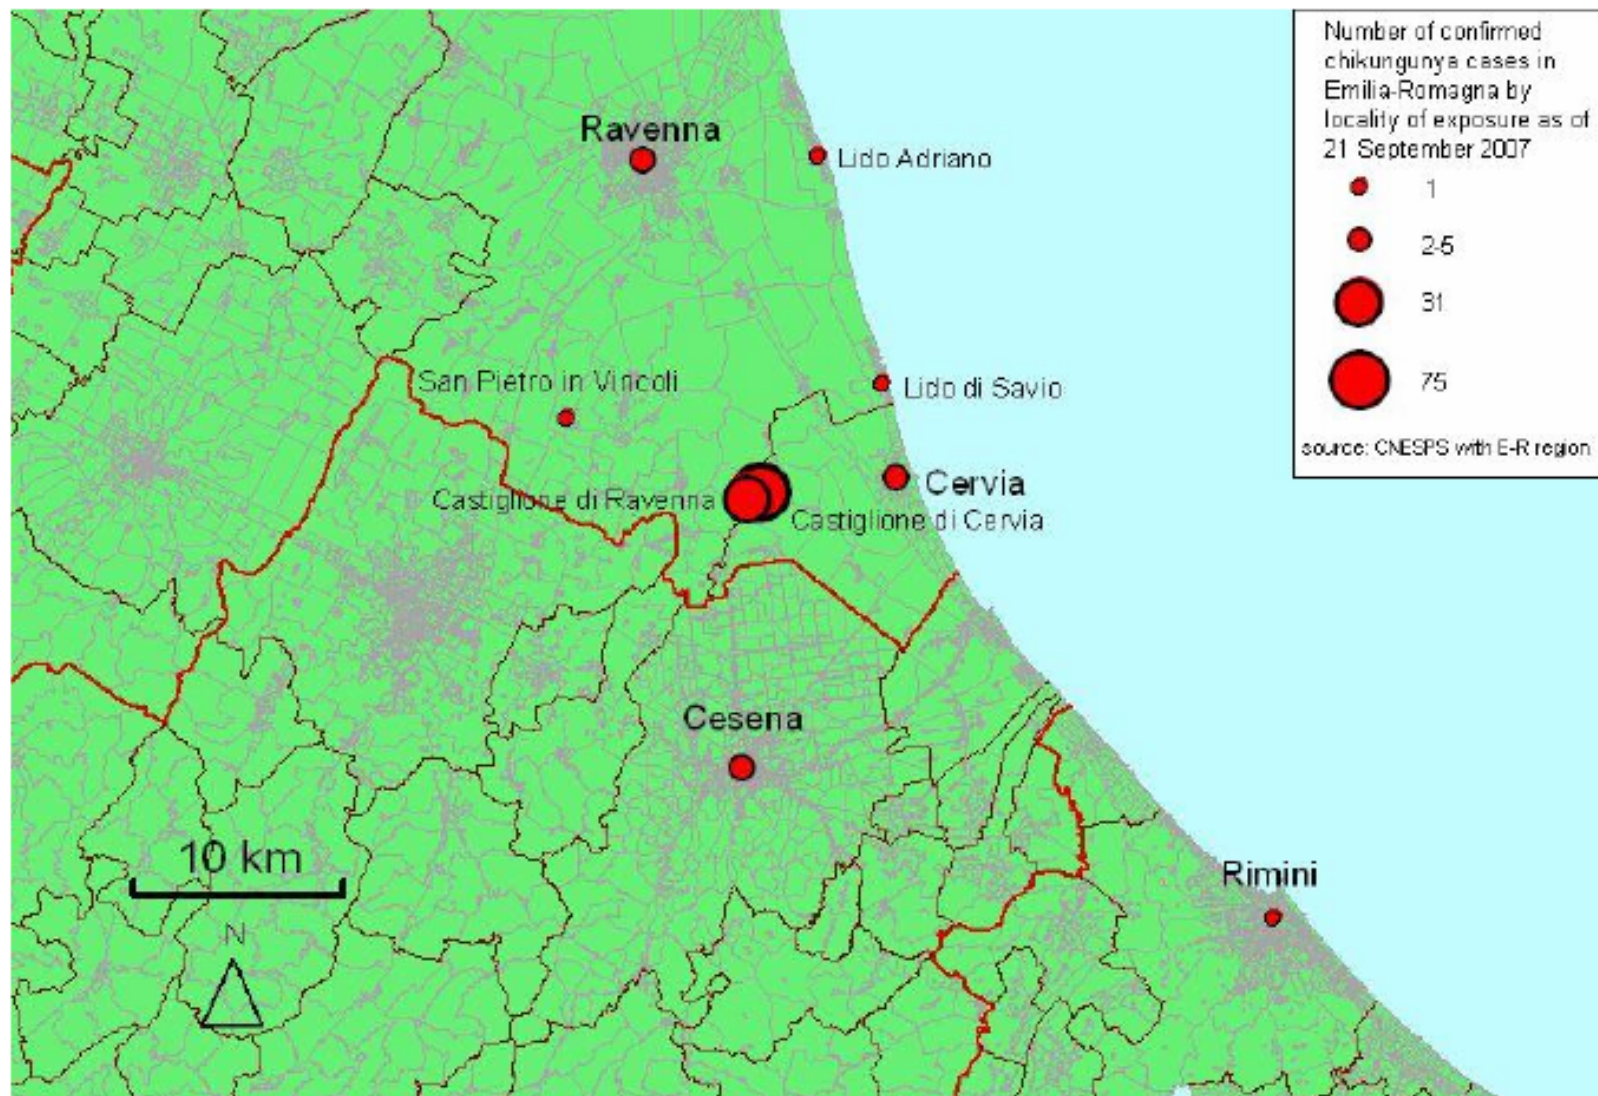 Number of confirmed
chikungunya cases in
Emilia-Romagna by
locality of exposure as of
21 September 2007
1
2-5
31
75
source: CNESPS with E-R region
Ravenna
Lido Adriano
San Pietro in Vincoli
Lido di Savio
Castiglione di Ravenna
Cervia
Castiglione di Cervia
Cesena
10 km
Rimini
N